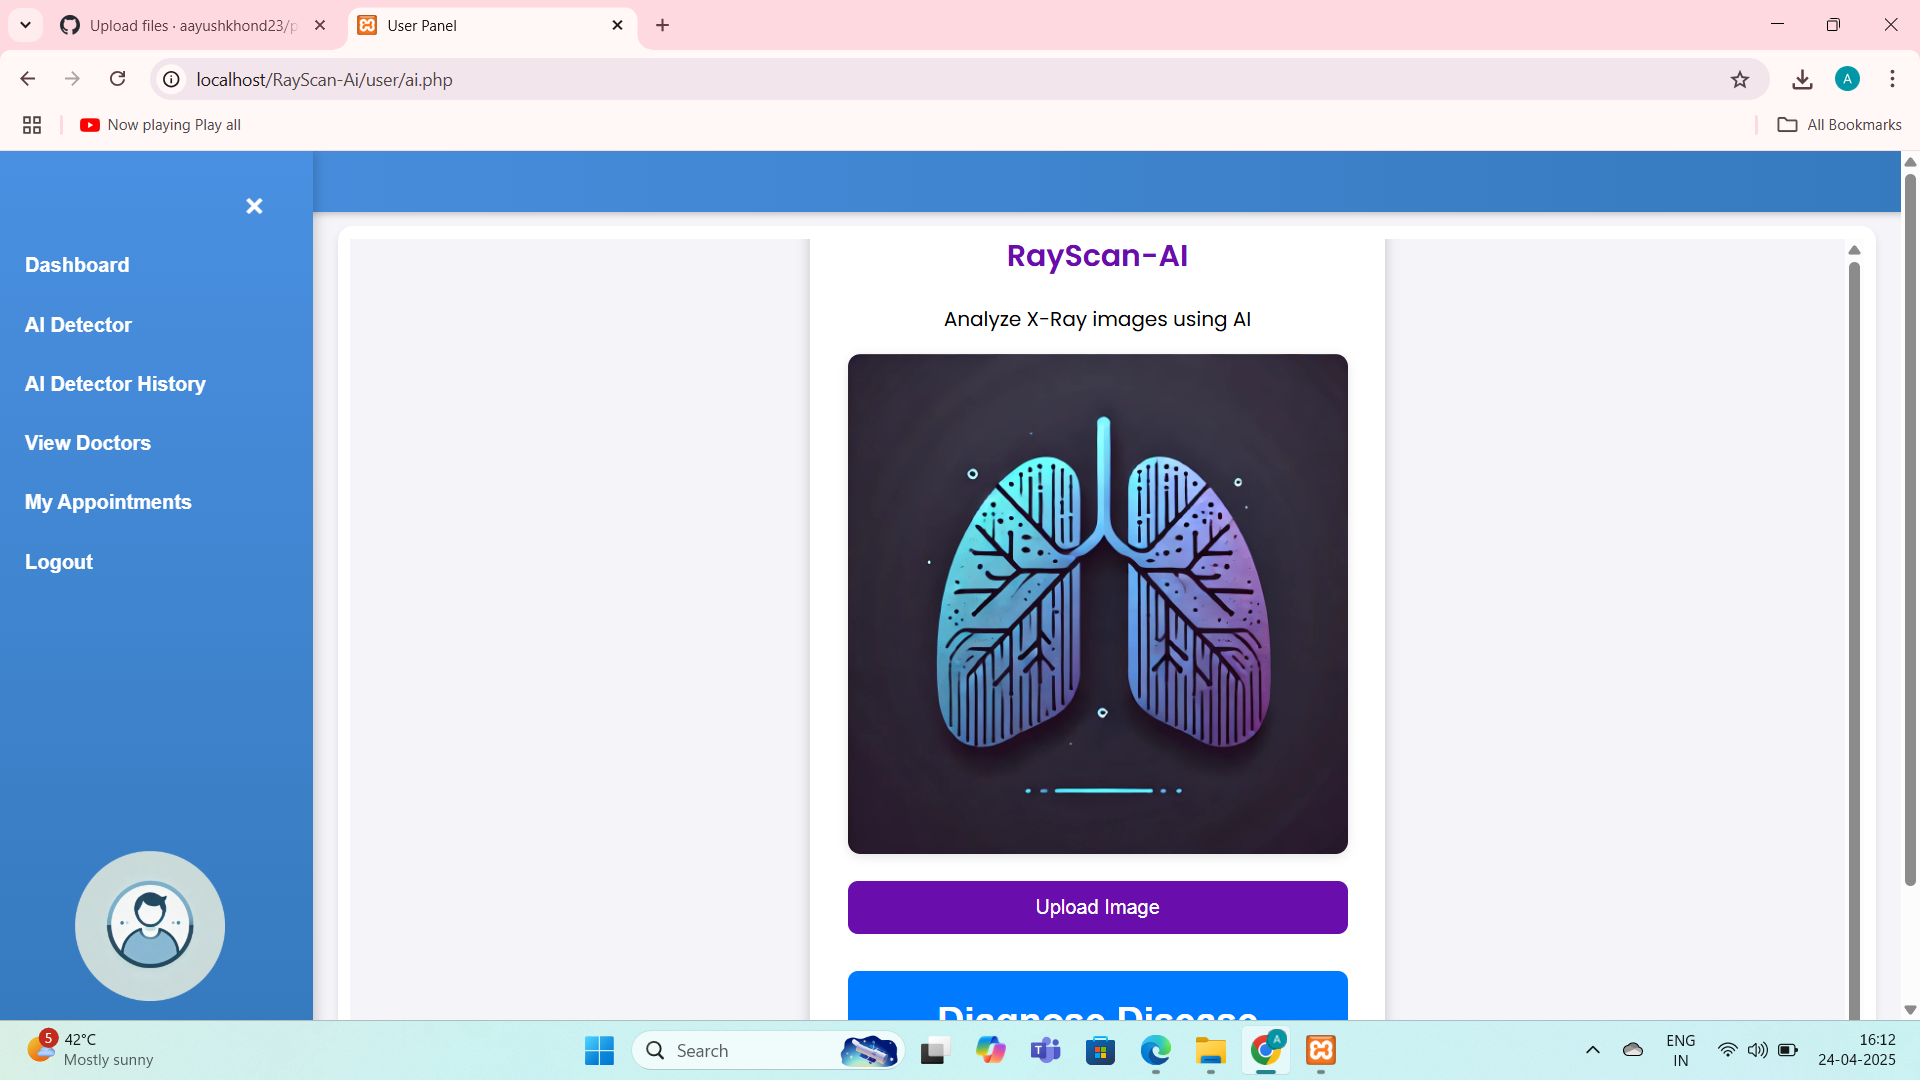 Upload files · aayushkhond23/p
User Panel
localhost/RayScan-Ai/user/ai.php
A
Now playing Play all
All Bookmarks
Dashboard
AI Detector
AI Detector History
View Doctors
My Appointments
Logout
RayScan-AI
Analyze X-Ray images using AI
Upload Image
Diagnose Disease
5
42°C
Mostly sunny
Search
A
ENG
IN
16:12
24-04-2025